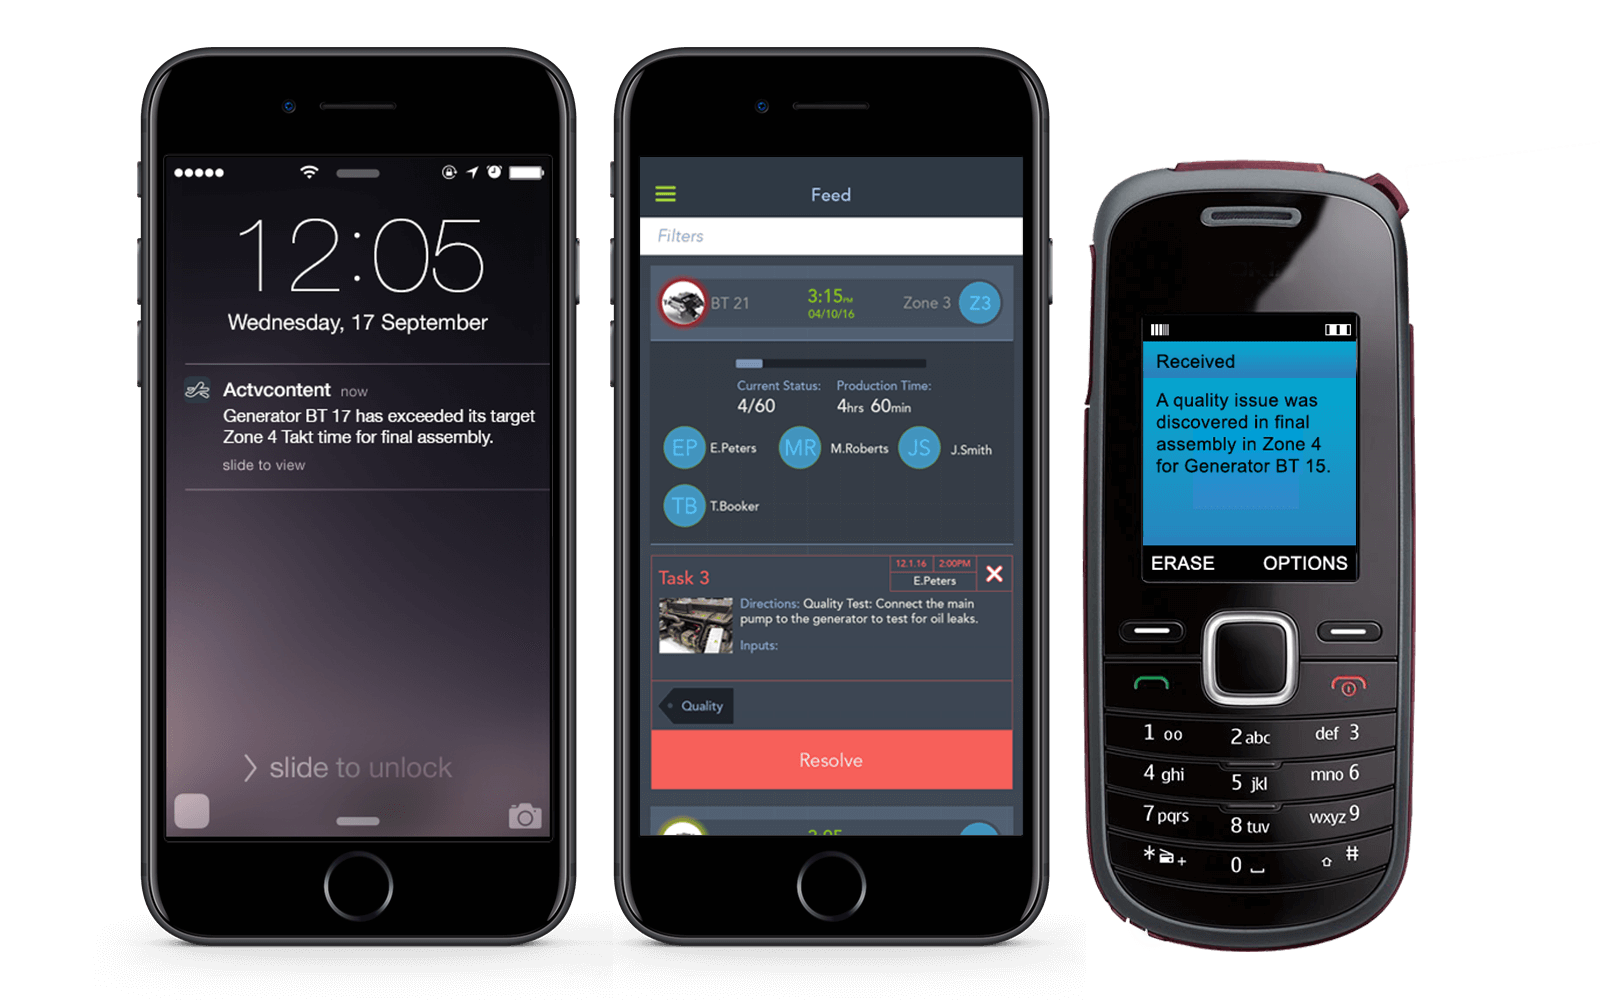 12:05
Wednesday, 17 September
Actvcontent now
Generator BT 17 has exceeded its target
Zone 4 Takt time for final assembly.
slide to view
> slide to unlock
Feed
Filters
BT 21
3:15PM
04/10/16
Zone 3
Z3
Current Status:
4/60
Production Time:
4hrs 60min
EP E.Peters
MR M.Roberts
JS J.Smith
TB T.Booker
Task 3
12.1.16 2:00PM
E.Peters
Directions: Quality Test: Connect the main
pump to the generator to test for oil leaks.
Inputs:
Quality
Resolve
Received
A quality issue was
discovered in final
assembly in Zone 4
for Generator BT 15.
ERASE OPTIONS
1 oo 2 abc def 3
4 ghi 5 jkl mno 6
7 pqrs 8 tuv wxyz 9
* + 0 #